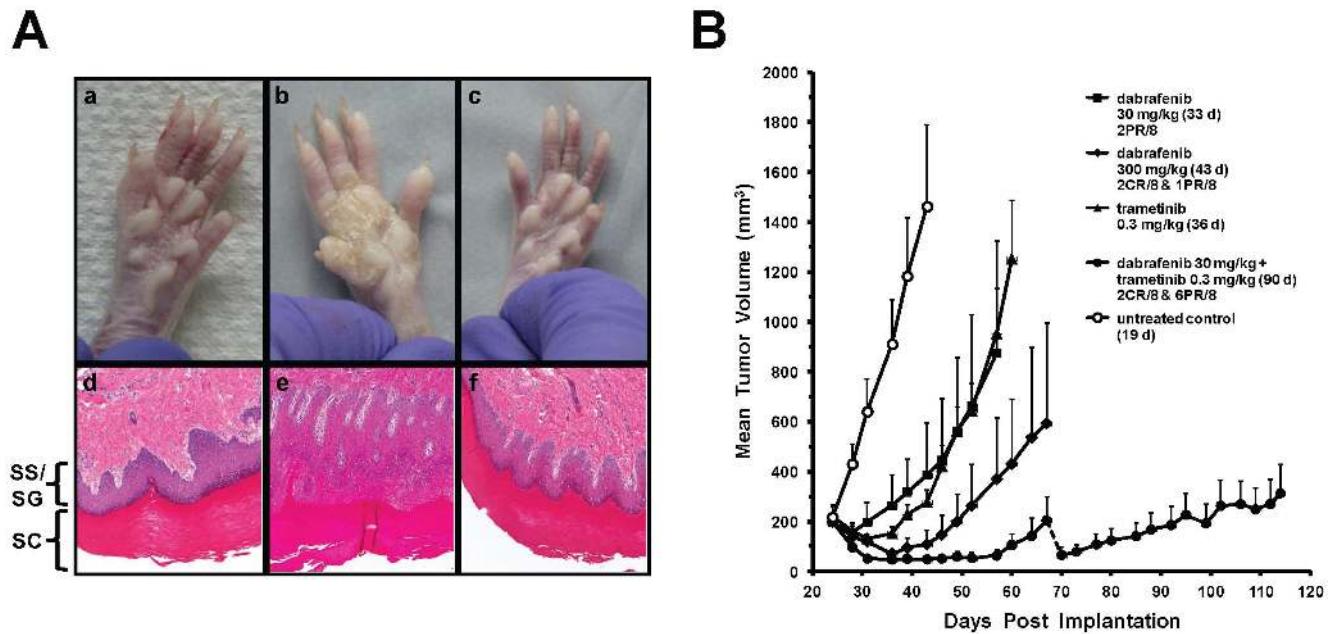 A
B
a
b
c
d
e
f
SS/
SG
SC
Mean Tumor Volume (mm³)
2000
1800
1600
1400
1200
1000
800
600
400
200
0
20
30
40
50
60
70
80
90
100
110
120
Days Post Implantation
dabrafenib
30 mg/kg (33 d)
2PR/8
dabrafenib
300 mg/kg (43 d)
2CR/8 & 1PR/8
trametinib
0.3 mg/kg (36 d)
dabrafenib 30 mg/kg +
trametinib 0.3 mg/kg (90 d)
2CR/8 & 6PR/8
untreated control
(19 d)